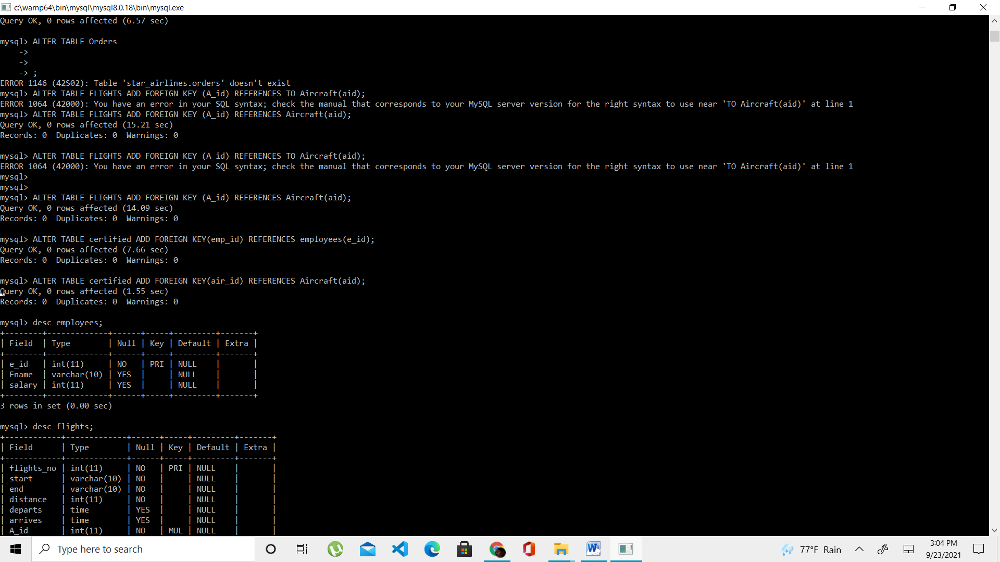 c:\wamp64\bin\mysql\mysql8.0.18\bin\mysql.exe
Query OK, 0 rows affected (6.57 sec)
mysql> ALTER TABLE Orders
    ->
    ->
    -> ;
ERROR 1146 (42S02): Table 'star_airlines.orders' doesn't exist
mysql> ALTER TABLE FLIGHTS ADD FOREIGN KEY (A_id) REFERENCES TO Aircraft(aid);
ERROR 1064 (42000): You have an error in your SQL syntax; check the manual that corresponds to your MySQL server version for the right syntax to use near 'TO Aircraft(aid)' at line 1
mysql> ALTER TABLE FLIGHTS ADD FOREIGN KEY (A_id) REFERENCES Aircraft(aid);
Query OK, 0 rows affected (15.21 sec)
Records: 0  Duplicates: 0  Warnings: 0
mysql> ALTER TABLE FLIGHTS ADD FOREIGN KEY (A_id) REFERENCES TO Aircraft(aid);
ERROR 1064 (42000): You have an error in your SQL syntax; check the manual that corresponds to your MySQL server version for the right syntax to use near 'TO Aircraft(aid)' at line 1
mysql>
mysql>
mysql> ALTER TABLE FLIGHTS ADD FOREIGN KEY (A_id) REFERENCES Aircraft(aid);
Query OK, 0 rows affected (14.09 sec)
Records: 0  Duplicates: 0  Warnings: 0
mysql> ALTER TABLE certified ADD FOREIGN KEY(emp_id) REFERENCES employees(e_id);
Query OK, 0 rows affected (7.66 sec)
Records: 0  Duplicates: 0  Warnings: 0
mysql> ALTER TABLE certified ADD FOREIGN KEY(air_id) REFERENCES Aircraft(aid);
Query OK, 0 rows affected (1.55 sec)
Records: 0  Duplicates: 0  Warnings: 0
mysql> desc employees;
+--------+-------------+------+-----+---------+-------+
| Field  | Type        | Null | Key | Default | Extra |
+--------+-------------+------+-----+---------+-------+
| e_id   | int(11)     | NO   | PRI | NULL    |       |
| Ename  | varchar(10) | YES  |     | NULL    |       |
| salary | int(11)     | YES  |     | NULL    |       |
+--------+-------------+------+-----+---------+-------+
3 rows in set (0.00 sec)
mysql> desc flights;
+------------+-------------+------+-----+---------+-------+
| Field      | Type        | Null | Key | Default | Extra |
+------------+-------------+------+-----+---------+-------+
| flights_no | int(11)     | NO   | PRI | NULL    |       |
| start      | varchar(10) | NO   |     | NULL    |       |
| end        | varchar(10) | NO   |     | NULL    |       |
| distance   | int(11)     | NO   |     | NULL    |       |
| departs    | time        | YES  |     | NULL    |       |
| arrives    | time        | YES  |     | NULL    |       |
| A_id       | int(11)     | NO   | MUL | NULL    |       |
Type here to search
77°F Rain
3:04 PM
9/23/2021